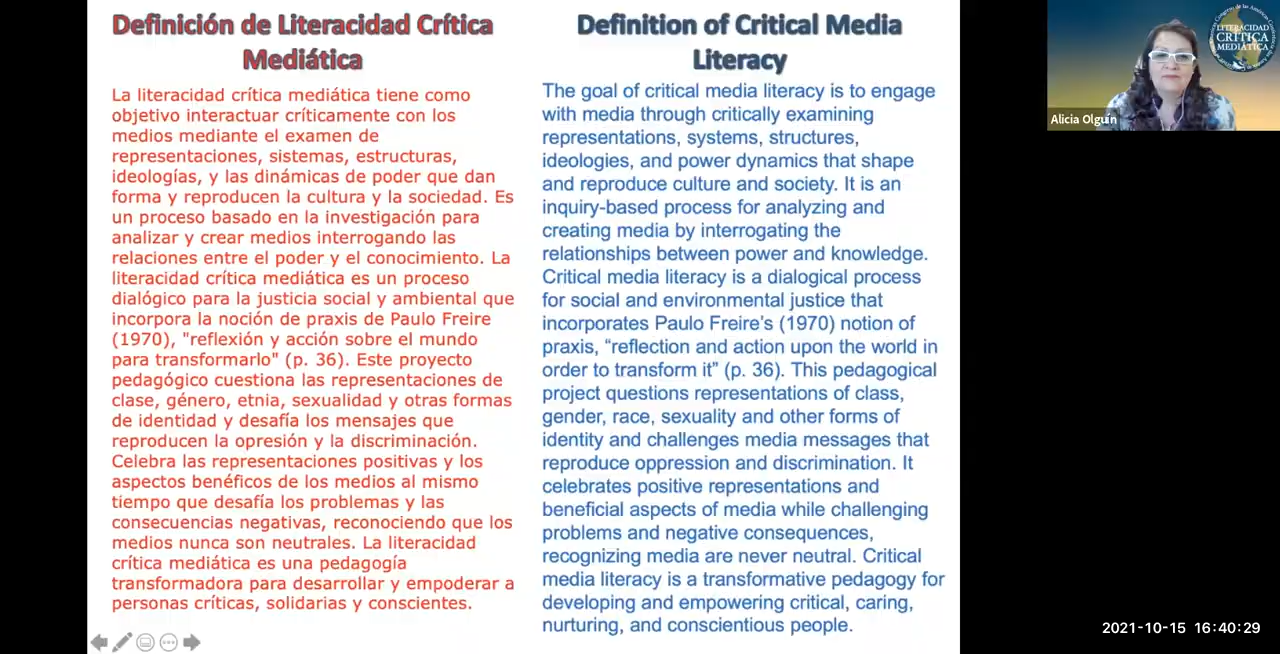 Definición de Literacidad Crítica
Mediática
La literacidad crítica mediática tiene como
objetivo interactuar críticamente con los
medios mediante el examen de
representaciones, sistemas, estructuras,
ideologías, y las dinámicas de poder que dan
forma y reproducen la cultura y la sociedad. Es
un proceso basado en la investigación para
analizar y crear medios interrogando las
relaciones entre el poder y el conocimiento. La
literacidad crítica mediática es un proceso
dialógico para la justicia social y ambiental que
incorpora la noción de praxis de Paulo Freire
(1970), "reflexión y acción sobre el mundo
para transformarlo" (p. 36). Este proyecto
pedagógico cuestiona las representaciones de
clase, género, etnia, sexualidad y otras formas
de identidad y desafía los mensajes que
reproducen la opresión y la discriminación.
Celebra las representaciones positivas y los
aspectos benéficos de los medios al mismo
tiempo que desafía los problemas y las
consecuencias negativas, reconociendo que los
medios nunca son neutrales. La literacidad
crítica mediática es una pedagogía
transformadora para desarrollar y empoderar a
personas críticas, solidarias y conscientes.
Definition of Critical Media
Literacy
The goal of critical media literacy is to engage
with media through critically examining
representations, systems, structures,
ideologies, and power dynamics that shape
and reproduce culture and society. It is an
inquiry-based process for analyzing and
creating media by interrogating the
relationships between power and knowledge.
Critical media literacy is a dialogical process
for social and environmental justice that
incorporates Paulo Freire’s (1970) notion of
praxis, “reflection and action upon the world in
order to transform it” (p. 36). This pedagogical
project questions representations of class,
gender, race, sexuality and other forms of
identity and challenges media messages that
reproduce oppression and discrimination. It
celebrates positive representations and
beneficial aspects of media while challenging
problems and negative consequences,
recognizing media are never neutral. Critical
media literacy is a transformative pedagogy for
developing and empowering critical, caring,
nurturing, and conscientious people.
LITERACIDAD
CRÍTICA
MEDIÁTICA
Alicia Olguín
2021-10-15 16:40:29